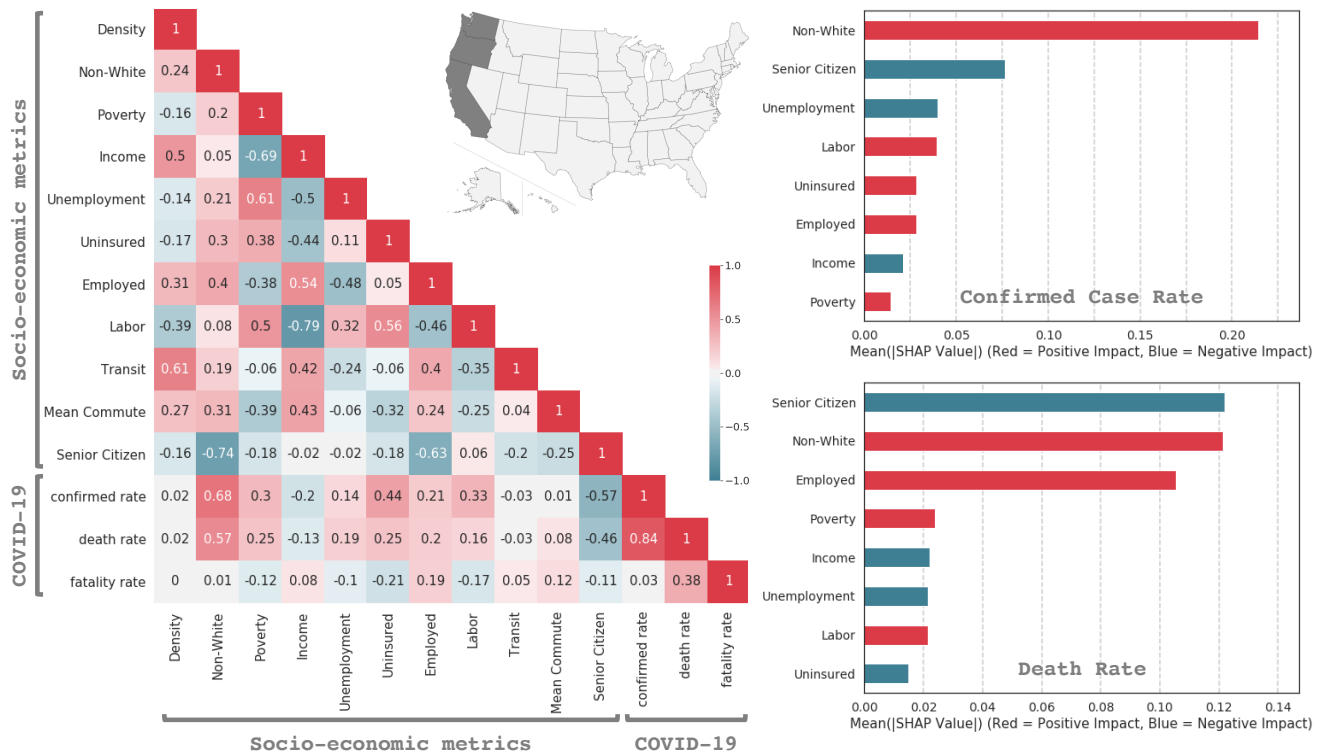 Socio-economic metrics
COVID-19
Density 1
Non-White 0.24 1
Poverty -0.16 0.2 1
Income 0.5 0.05 -0.69 1
Unemployment -0.14 0.21 0.61 -0.5 1
Uninsured -0.17 0.3 0.38 -0.44 0.11 1
Employed 0.31 0.4 -0.38 0.54 -0.48 0.05 1
Labor -0.39 0.08 0.5 -0.79 0.32 0.56 -0.46 1
Transit 0.61 0.19 -0.06 0.42 -0.24 -0.06 0.4 -0.35 1
Mean Commute 0.27 0.31 -0.39 0.43 -0.06 -0.32 0.24 -0.25 0.04 1
Senior Citizen -0.16 -0.74 -0.18 -0.02 -0.02 -0.18 -0.63 0.06 -0.2 -0.25 1
confirmed rate 0.02 0.68 0.3 -0.2 0.14 0.44 0.21 0.33 -0.03 0.01 -0.57 1
death rate 0.02 0.57 0.25 -0.13 0.19 0.25 0.2 0.16 -0.03 0.08 -0.46 0.84 1
fatality rate 0 0.01 -0.12 0.08 -0.1 -0.21 0.19 -0.17 0.05 0.12 -0.11 0.03 0.38 1
Density
Non-White
Poverty
Income
Unemployment
Uninsured
Employed
Labor
Transit
Mean Commute
Senior Citizen
confirmed rate
death rate
fatality rate
Socio-economic metrics
COVID-19
1.0
0.5
0.0
−0.5
−1.0
Non-White
Senior Citizen
Unemployment
Labor
Uninsured
Employed
Income
Poverty
Confirmed Case Rate
0.00 0.05 0.10 0.15 0.20
Mean(|SHAP Value|) (Red = Positive Impact, Blue = Negative Impact)
Senior Citizen
Non-White
Employed
Poverty
Income
Unemployment
Labor
Uninsured
Death Rate
0.00 0.02 0.04 0.06 0.08 0.10 0.12 0.14
Mean(|SHAP Value|) (Red = Positive Impact, Blue = Negative Impact)